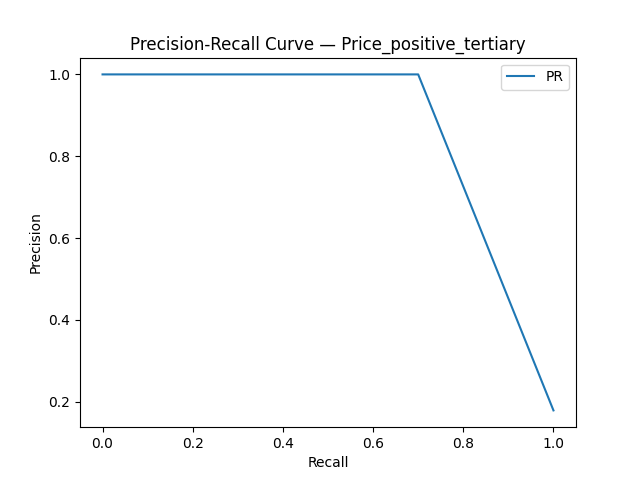 Precision-Recall Curve — Price_positive_tertiary
PR
1.0
0.8
0.6
0.4
0.2
Precision
0.0 0.2 0.4 0.6 0.8 1.0
Recall